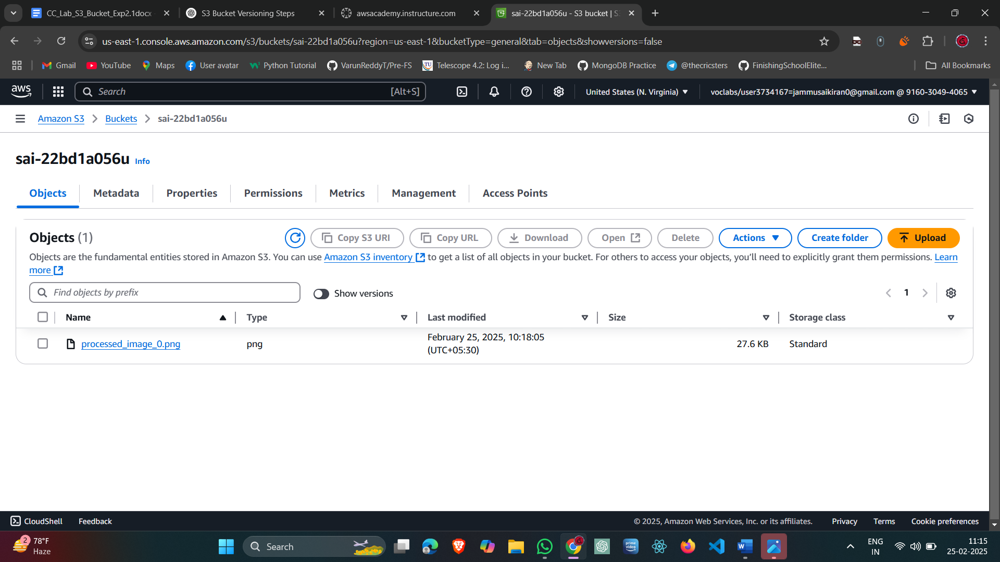 CC_Lab_S3_Bucket_Exp2.1docx
S3 Bucket Versioning Steps
awsacademy.instructure.com
sai-22bd1a056u - S3 bucket | S
us-east-1.console.aws.amazon.com/s3/buckets/sai-22bd1a056u?region=us-east-1&bucketType=general&tab=objects&showversions=false
Gmail
YouTube
Maps
User avatar
Python Tutorial
VarunReddyT/Pre-FS
TU
Telescope 4.2: Log i...
New Tab
MongoDB Practice
@thecricsters
FinishingSchoolElite...
All Bookmarks
aws
Search
[Alt+S]
United States (N. Virginia)
voclabs/user3734167=jammusaikiran0@gmail.com @ 9160-3049-4065
Amazon S3
Buckets
sai-22bd1a056u
sai-22bd1a056u Info
Objects
Metadata
Properties
Permissions
Metrics
Management
Access Points
Objects (1)
Copy S3 URI
Copy URL
Download
Open
Delete
Actions
Create folder
Upload
Objects are the fundamental entities stored in Amazon S3. You can use Amazon S3 inventory to get a list of all objects in your bucket. For others to access your objects, you’ll need to explicitly grant them permissions. Learn
more
Find objects by prefix
Show versions
1
Name
Type
Last modified
Size
Storage class
processed_image_0.png
png
February 25, 2025, 10:18:05
(UTC+05:30)
27.6 KB
Standard
CloudShell
Feedback
© 2025, Amazon Web Services, Inc. or its affiliates.
Privacy
Terms
Cookie preferences
2
78°F
Haze
Search
prime
video
ENG
IN
11:15
25-02-2025